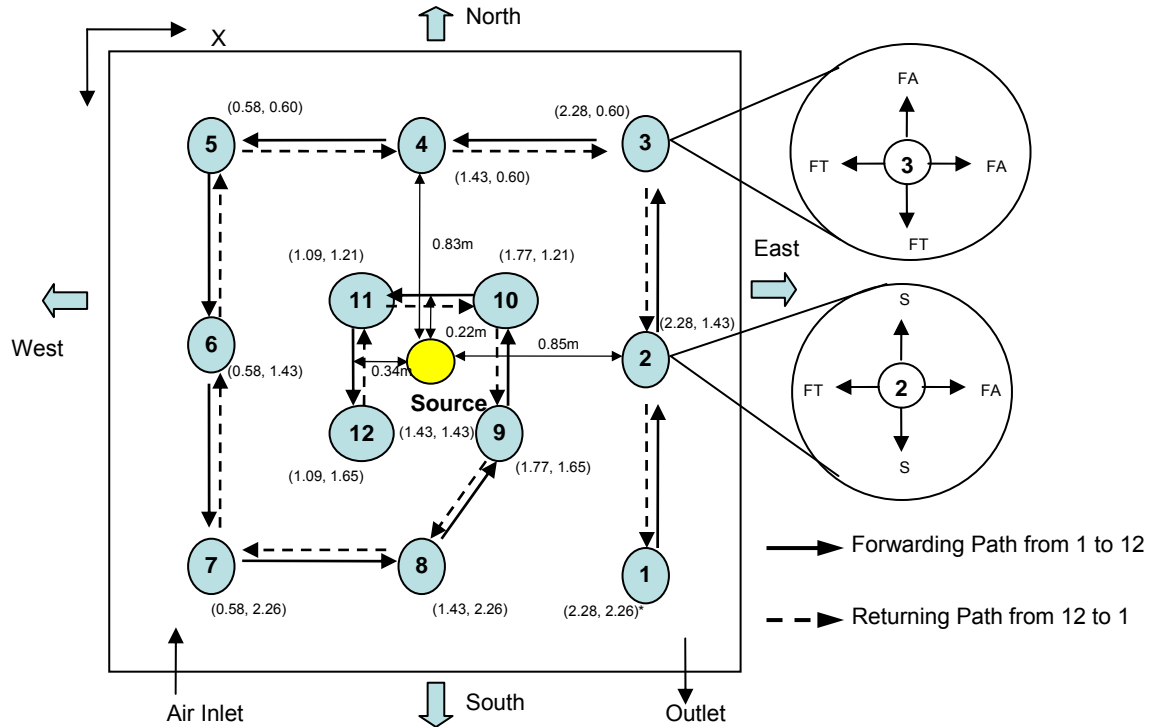 North
X
(0.58, 0.60)
(2.28, 0.60)
FA
5
4
3
FT
3
FA
(1.43, 0.60)
FT
0.83m
East
(1.09, 1.21)
(1.77, 1.21)
11
10
S
(2.28, 1.43)
0.22m
West
6
0.85m
2
FT
2
FA
(0.58, 1.43)
0.34m
Source
12
(1.43, 1.43)
9
S
(1.09, 1.65)
(1.77, 1.65)
Forwarding Path from 1 to 12
7
8
1
(0.58, 2.26)
(1.43, 2.26)
(2.28, 2.26)*
Returning Path from 12 to 1
Air Inlet
South
Outlet